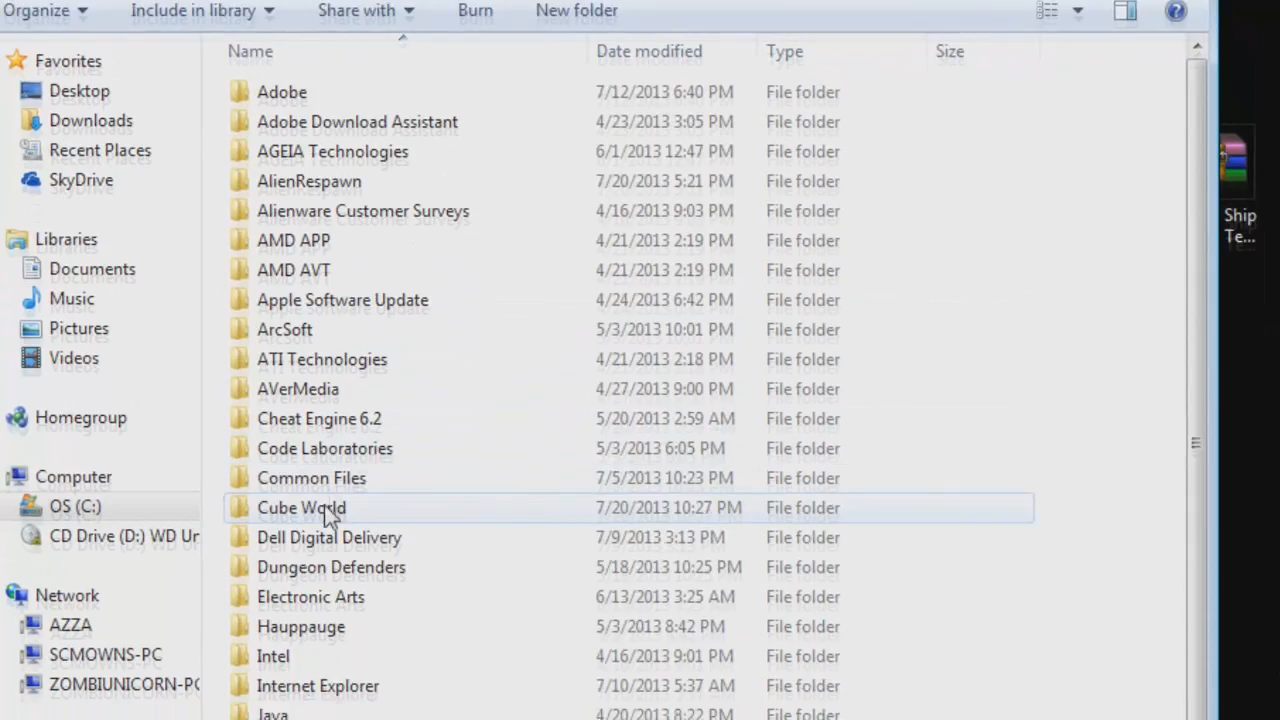 Organize Include in library Share with Burn New folder
Name Date modified Type Size
Favorites
Desktop
Downloads
Recent Places
SkyDrive
Libraries
Documents
Music
Pictures
Videos
Homegroup
Computer
OS (C:)
CD Drive (D:) WD Un
Network
AZZA
SCMOWNS-PC
ZOMBIUNICORN-PC
Adobe 7/12/2013 6:40 PM File folder
Adobe Download Assistant 4/23/2013 3:05 PM File folder
AGEIA Technologies 6/1/2013 12:47 PM File folder
AlienRespawn 7/20/2013 5:21 PM File folder
Alienware Customer Surveys 4/16/2013 9:03 PM File folder
AMD APP 4/21/2013 2:19 PM File folder
AMD AVT 4/21/2013 2:19 PM File folder
Apple Software Update 4/24/2013 6:42 PM File folder
ArcSoft 5/3/2013 10:01 PM File folder
ATI Technologies 4/21/2013 2:18 PM File folder
AVerMedia 4/27/2013 9:00 PM File folder
Cheat Engine 6.2 5/20/2013 2:59 AM File folder
Code Laboratories 5/3/2013 6:05 PM File folder
Common Files 7/5/2013 10:23 PM File folder
Cube World 7/20/2013 10:27 PM File folder
Dell Digital Delivery 7/9/2013 3:13 PM File folder
Dungeon Defenders 5/18/2013 10:25 PM File folder
Electronic Arts 6/13/2013 3:25 AM File folder
Hauppauge 5/3/2013 8:42 PM File folder
Intel 4/16/2013 9:01 PM File folder
Internet Explorer 7/10/2013 5:37 AM File folder
Java 4/20/2013 8:22 PM File folder
Ship
Te...